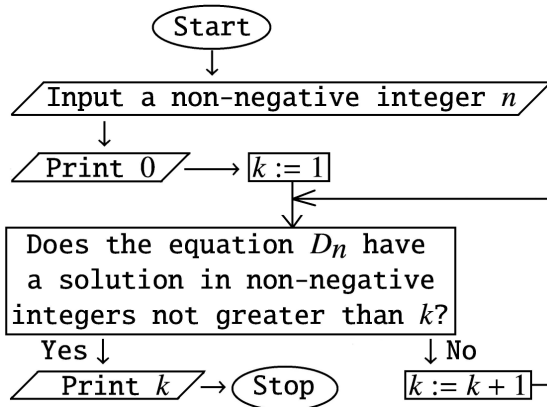 Start
Input a non-negative integer n
Print 0
k := 1
Does the equation Dₙ have
a solution in non-negative
integers not greater than k?
Yes
No
Print k
Stop
k := k + 1